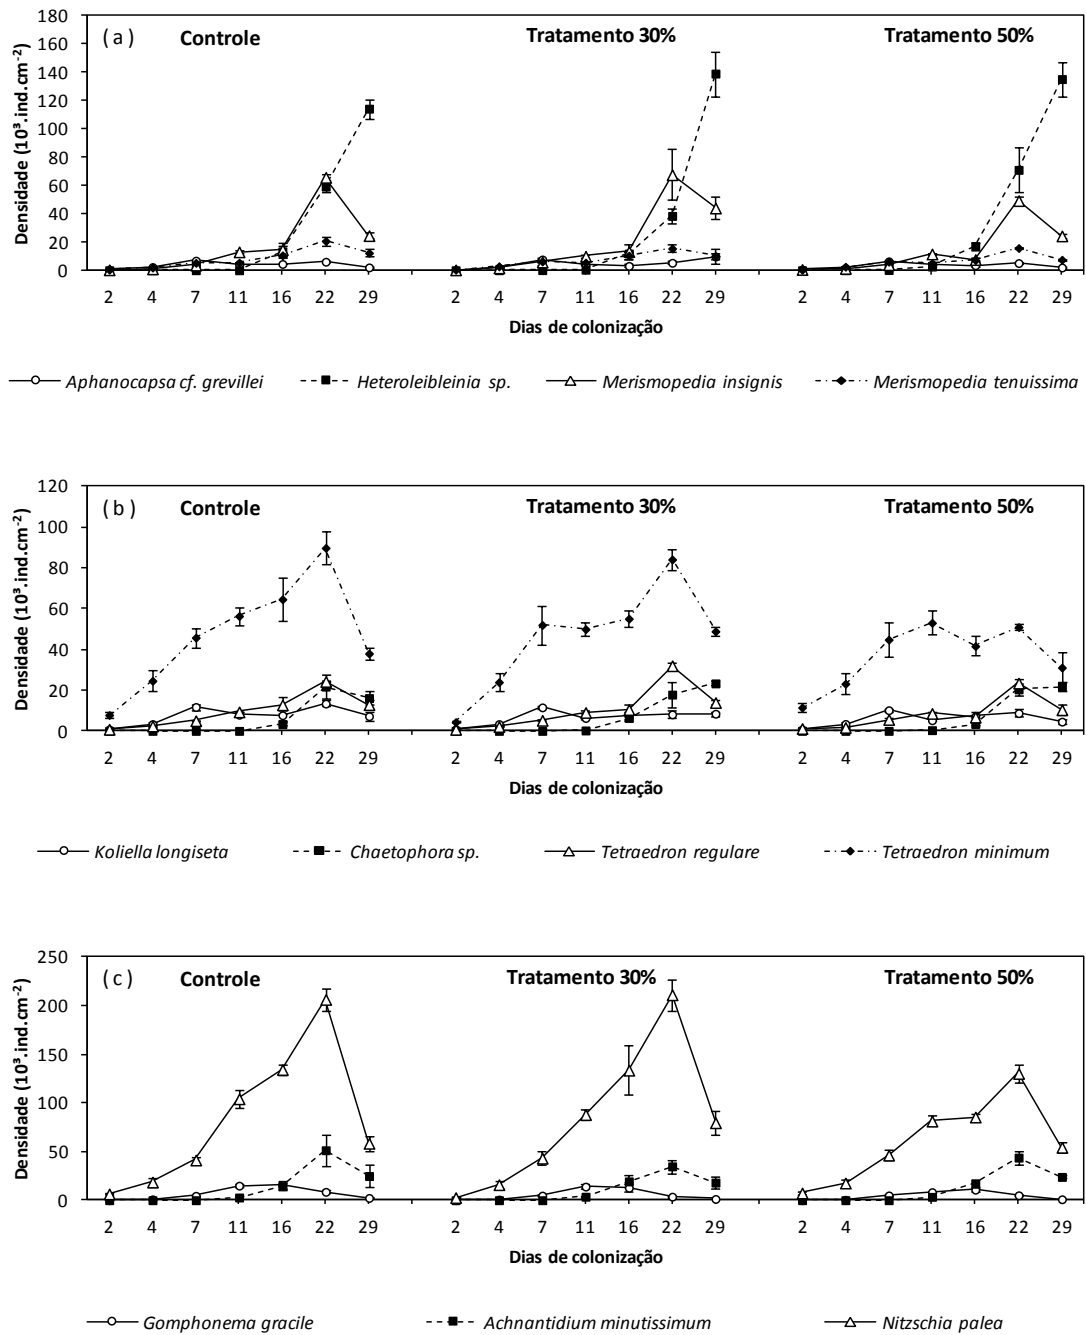 180
160
140
120
100
80
60
40
20
0
Densidade (10³.ind.cm⁻²)
( a )
Controle
Tratamento 30%
Tratamento 50%
2 4 7 11 16 22 29 2 4 7 11 16 22 29 2 4 7 11 16 22 29
Dias de colonização
Aphanocapsa cf. grevillei Heteroleibleinia sp. Merismopedia insignis Merismopedia tenuissima
120
100
80
60
40
20
0
Densidade (10³.ind.cm⁻²)
( b )
Controle
Tratamento 30%
Tratamento 50%
2 4 7 11 16 22 29 2 4 7 11 16 22 29 2 4 7 11 16 22 29
Dias de colonização
Koliella longiseta Chaetophora sp. Tetraedron regulare Tetraedron minimum
250
200
150
100
50
0
Densidade (10³.ind.cm⁻²)
( c )
Controle
Tratamento 30%
Tratamento 50%
2 4 7 11 16 22 29 2 4 7 11 16 22 29 2 4 7 11 16 22 29
Dias de colonização
Gomphonema gracile Achnantidium minutissimum Nitzschia palea